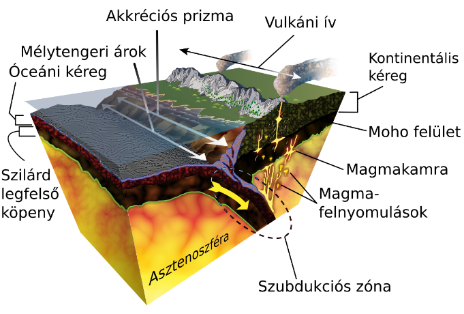 Akkréciós prizma
Vulkáni ív
Mélytengeri árok
Óceáni kéreg
Kontinentális
kéreg
Moho felület
Szilárd
legfelső
köpeny
Magmakamra
Magma-
felnyomulások
Asztenoszféra
Szubdukciós zóna